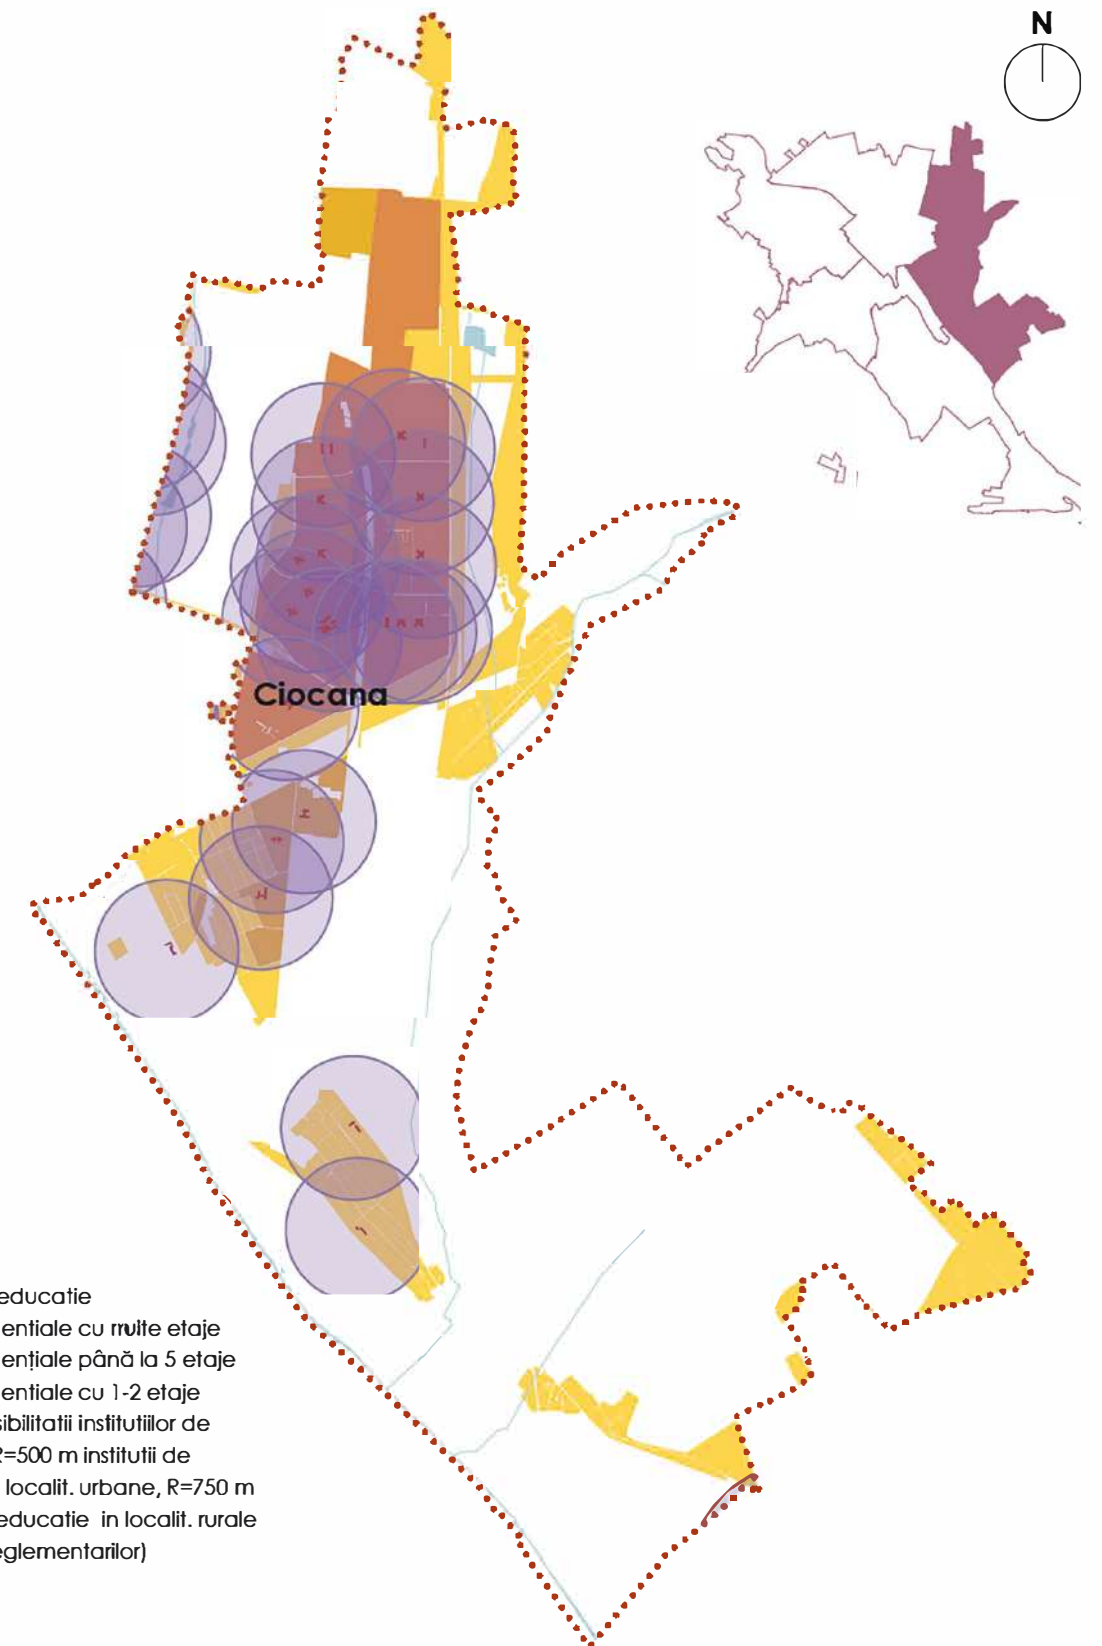 N
Ciocana
educatie
entiale cu multe etaje
ențiale până la 5 etaje
entiale cu 1-2 etaje
sibilitatii institutiilor de
R=500 m institutii de
localit. urbane, R=750 m
educatie in localit. rurale
eglementarilor)